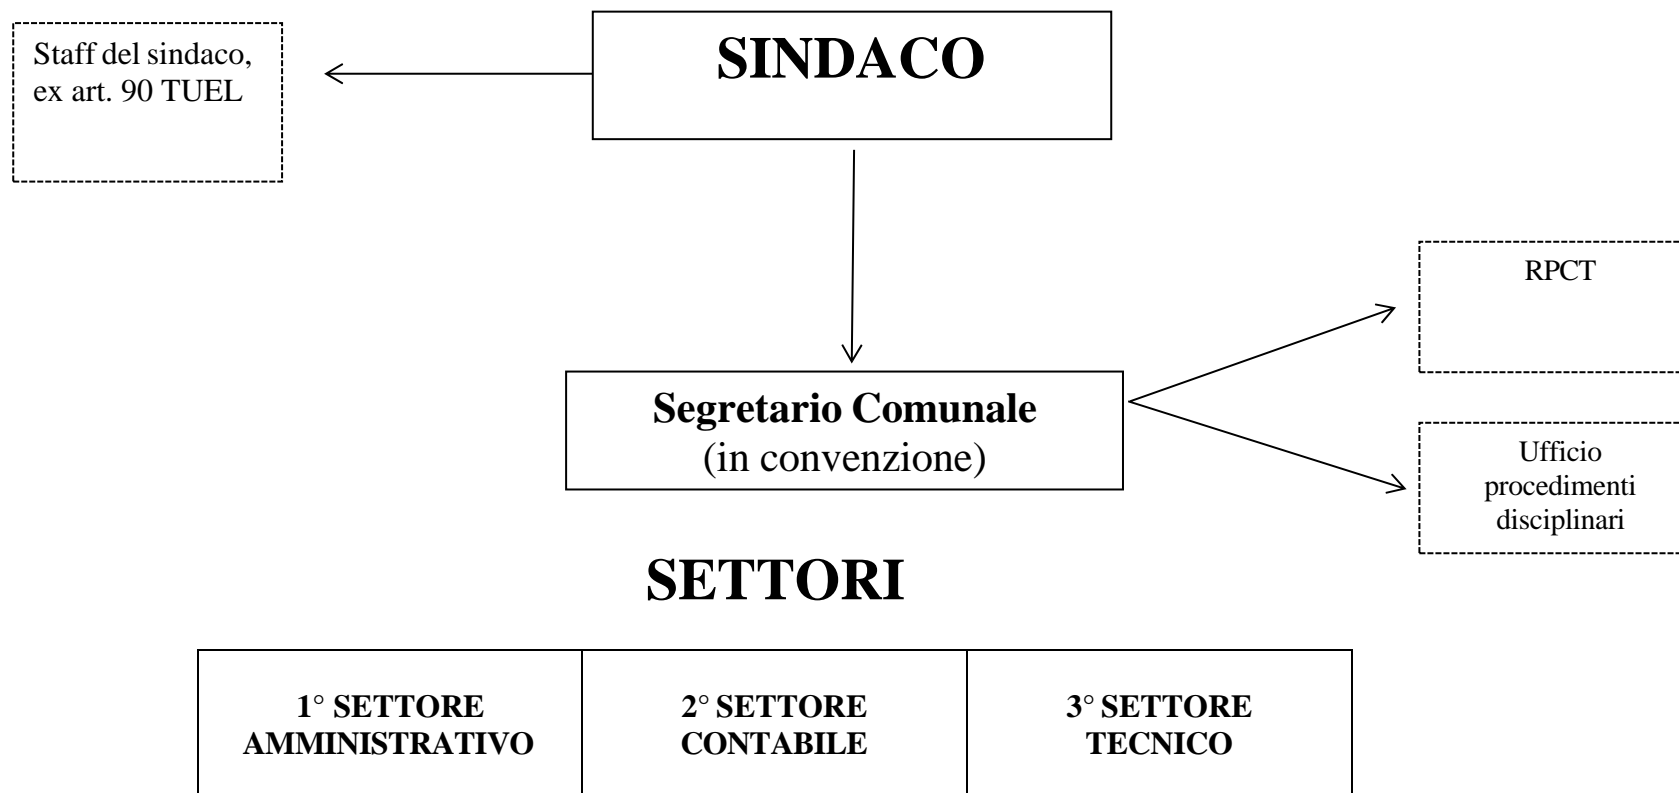 SINDACO
Staff del sindaco,
ex art. 90 TUEL
RPCT
Segretario Comunale
(in convenzione)
Ufficio
procedimenti
disciplinari
SETTORI
1° SETTORE
AMMINISTRATIVO
2° SETTORE
CONTABILE
3° SETTORE
TECNICO